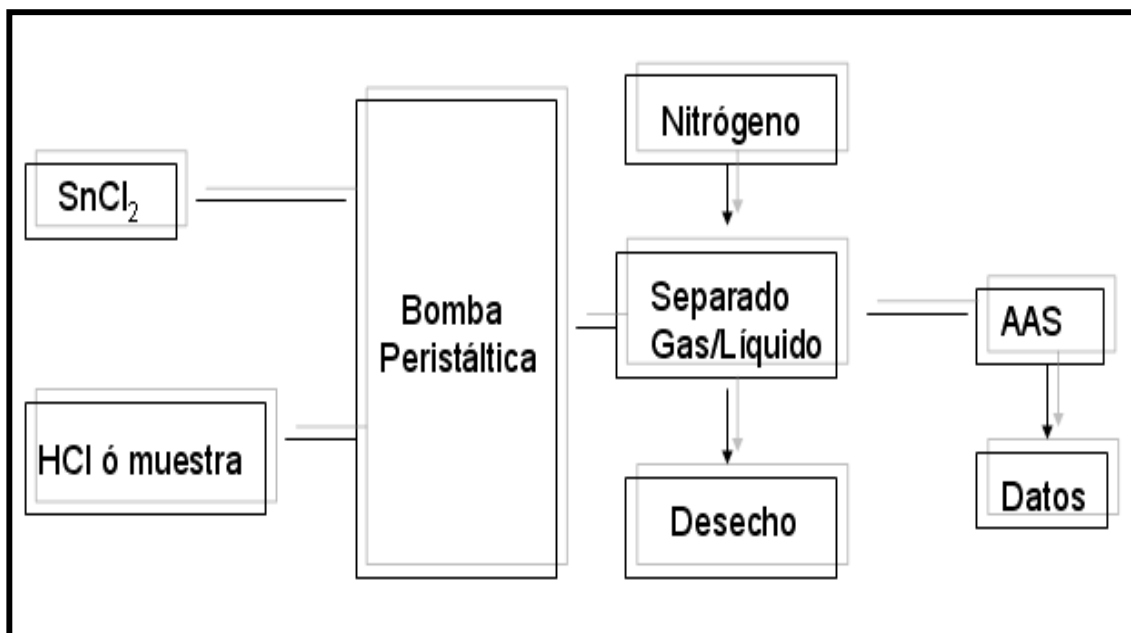 SnCl₂
HCl ó muestra
Bomba
Peristáltica
Nitrógeno
Separado
Gas/Líquido
Desecho
AAS
Datos